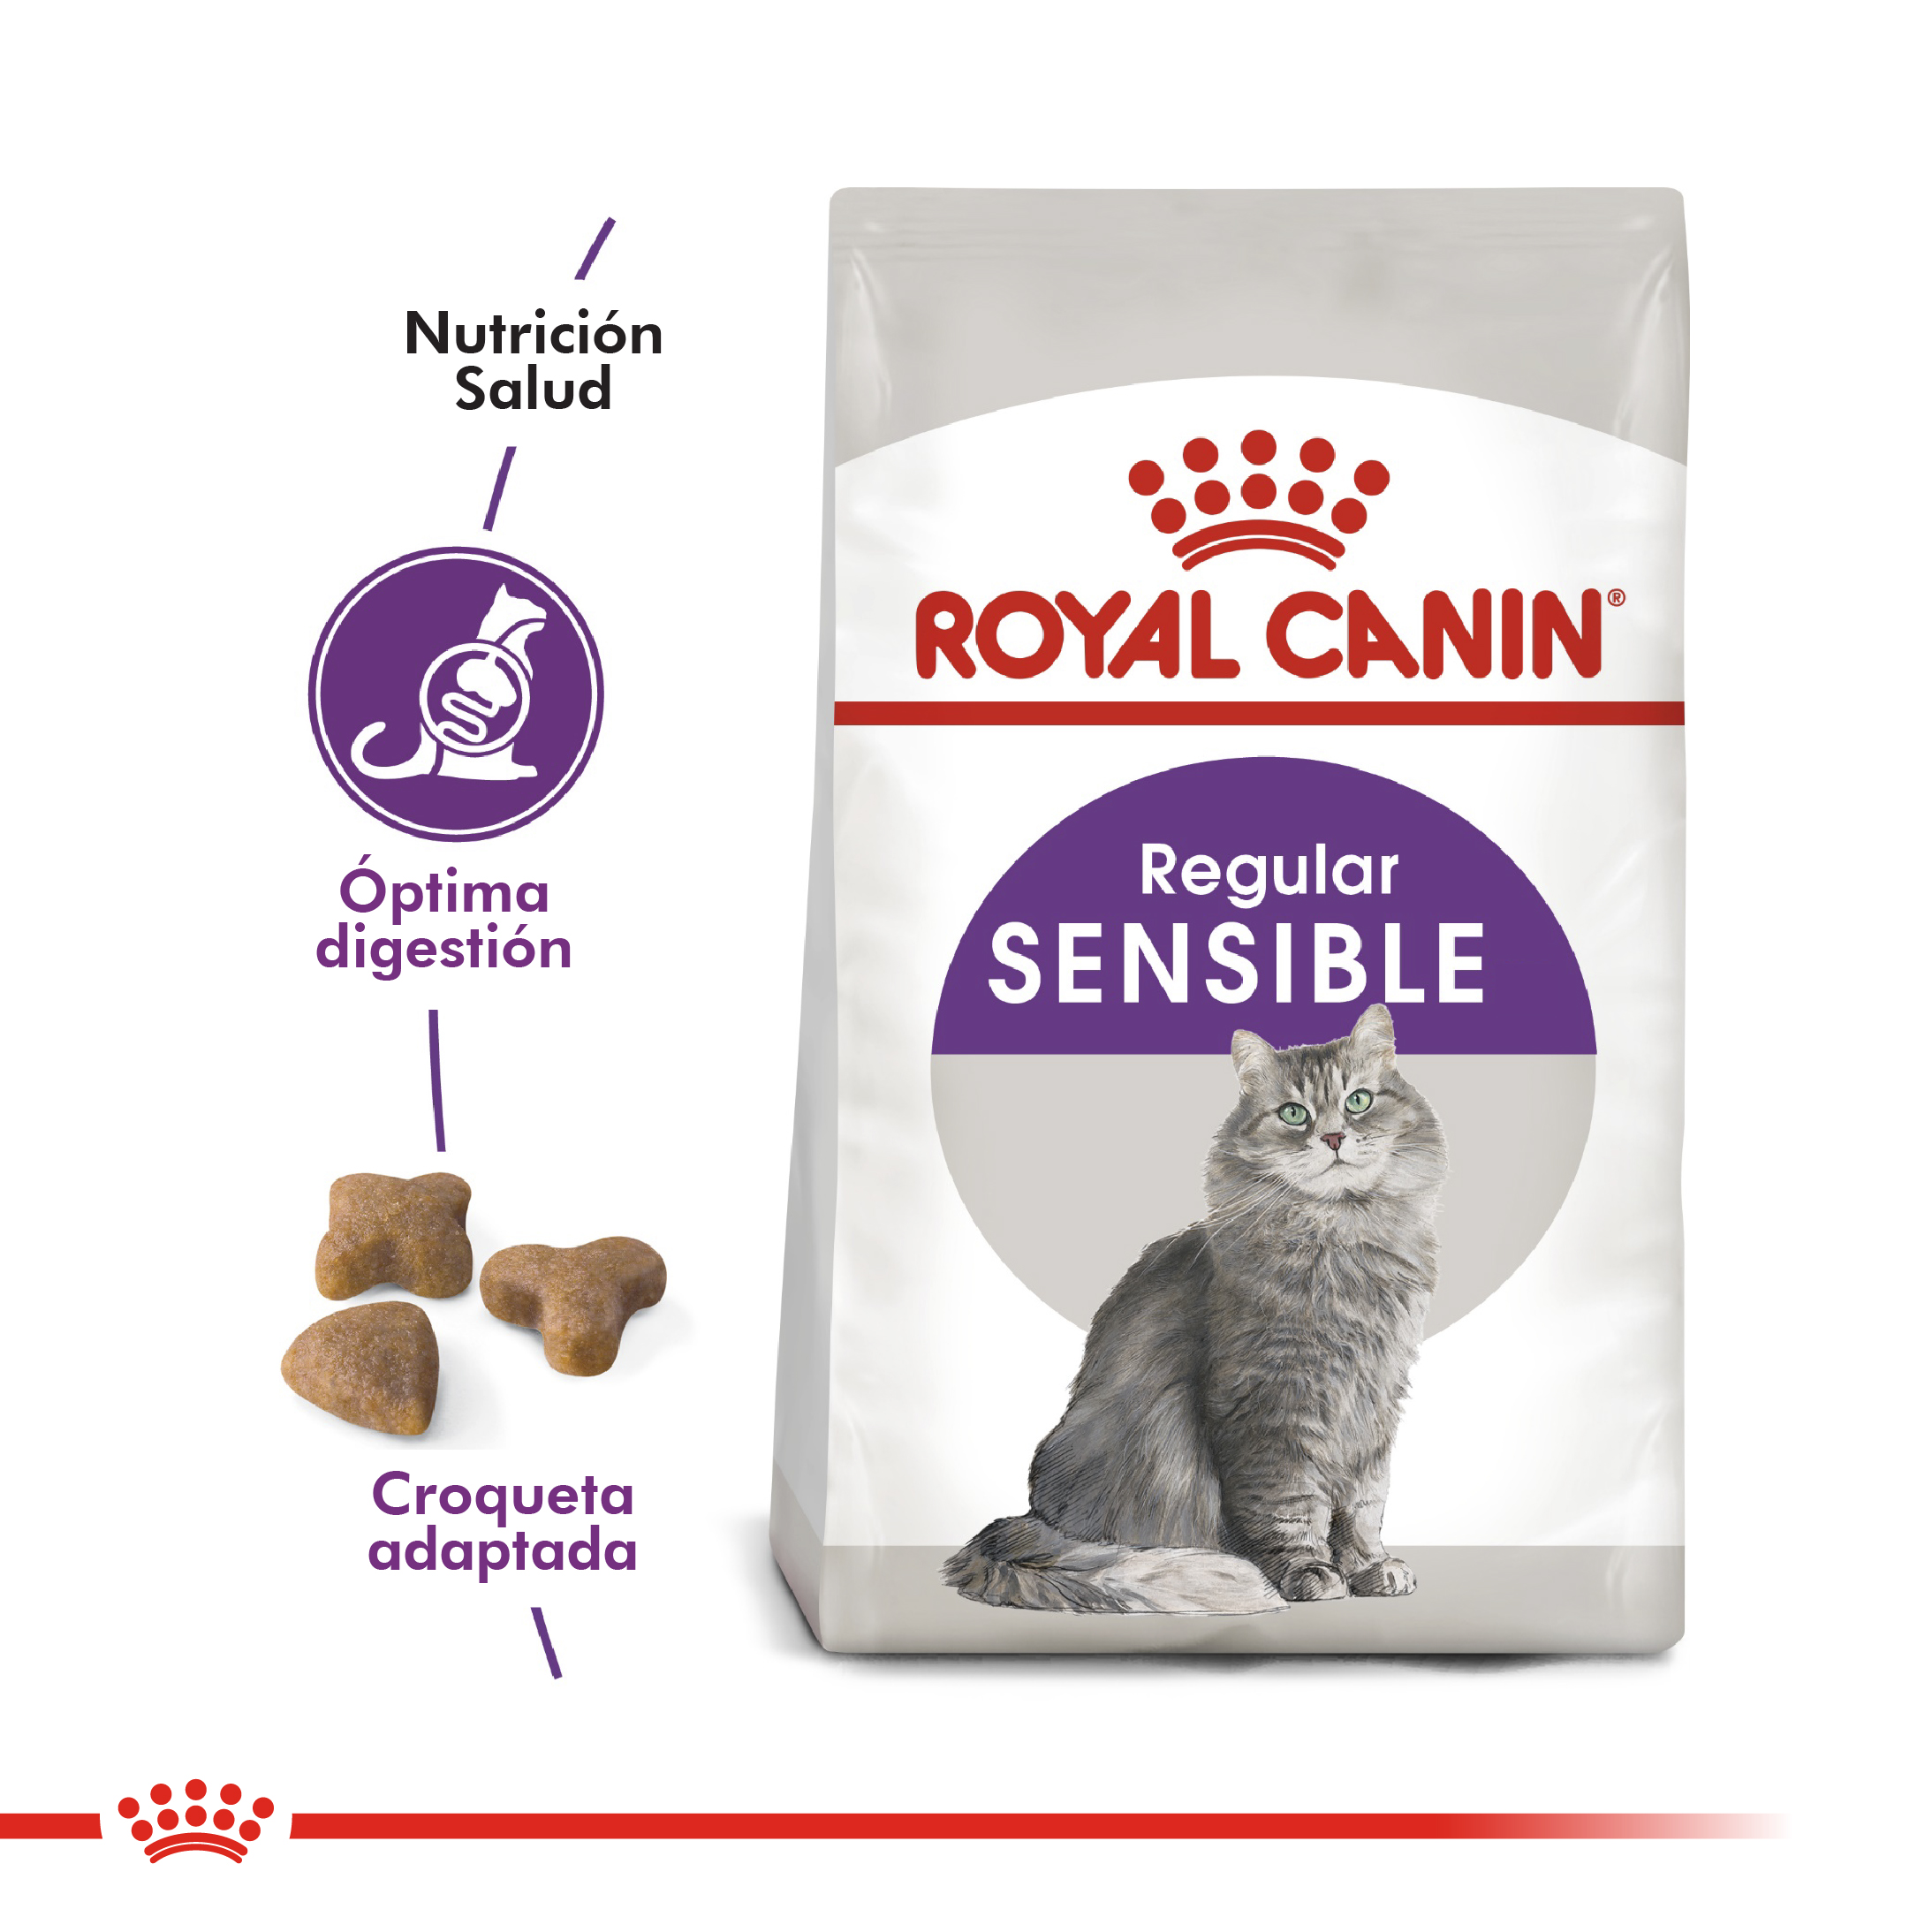 Nutrición
Salud
Óptima
digestión
Croqueta
adaptada
ROYAL CANIN®
Regular
SENSIBLE